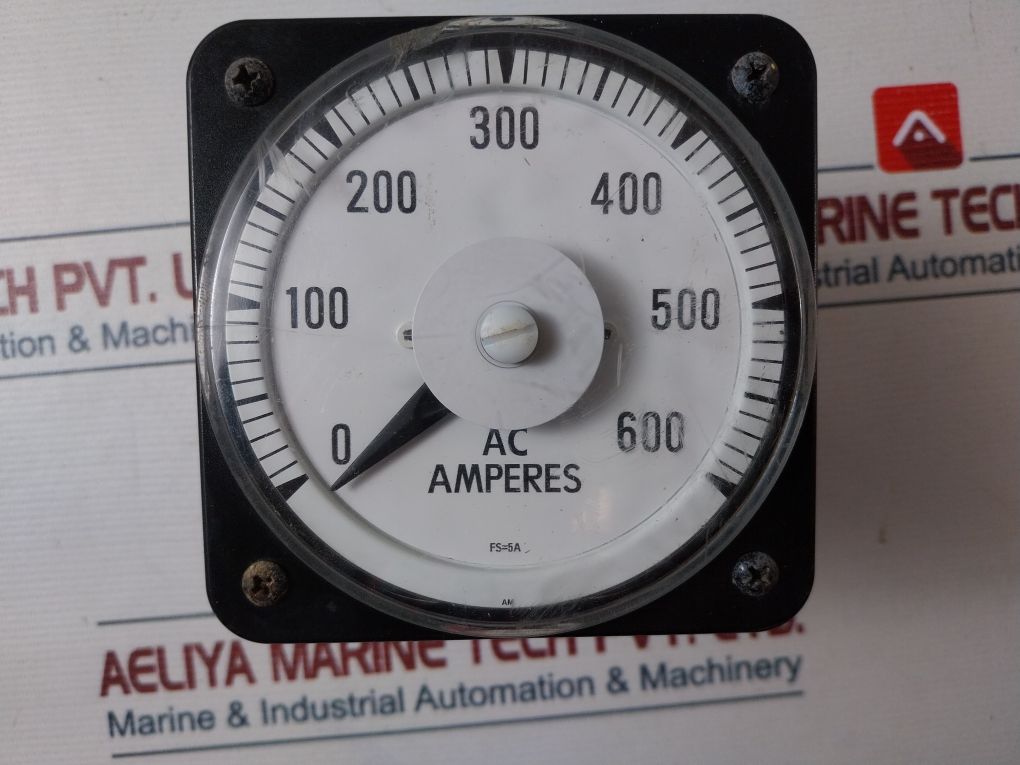 300
200
400
100
500
0
600
AC
AMPERES
FS=5A
AM
CH PVT.
tion & Machi
RINE TECH
strial Automati
AELIYA MARINE TECH PVT. LTD.
Marine & Industrial Automation & Machinery